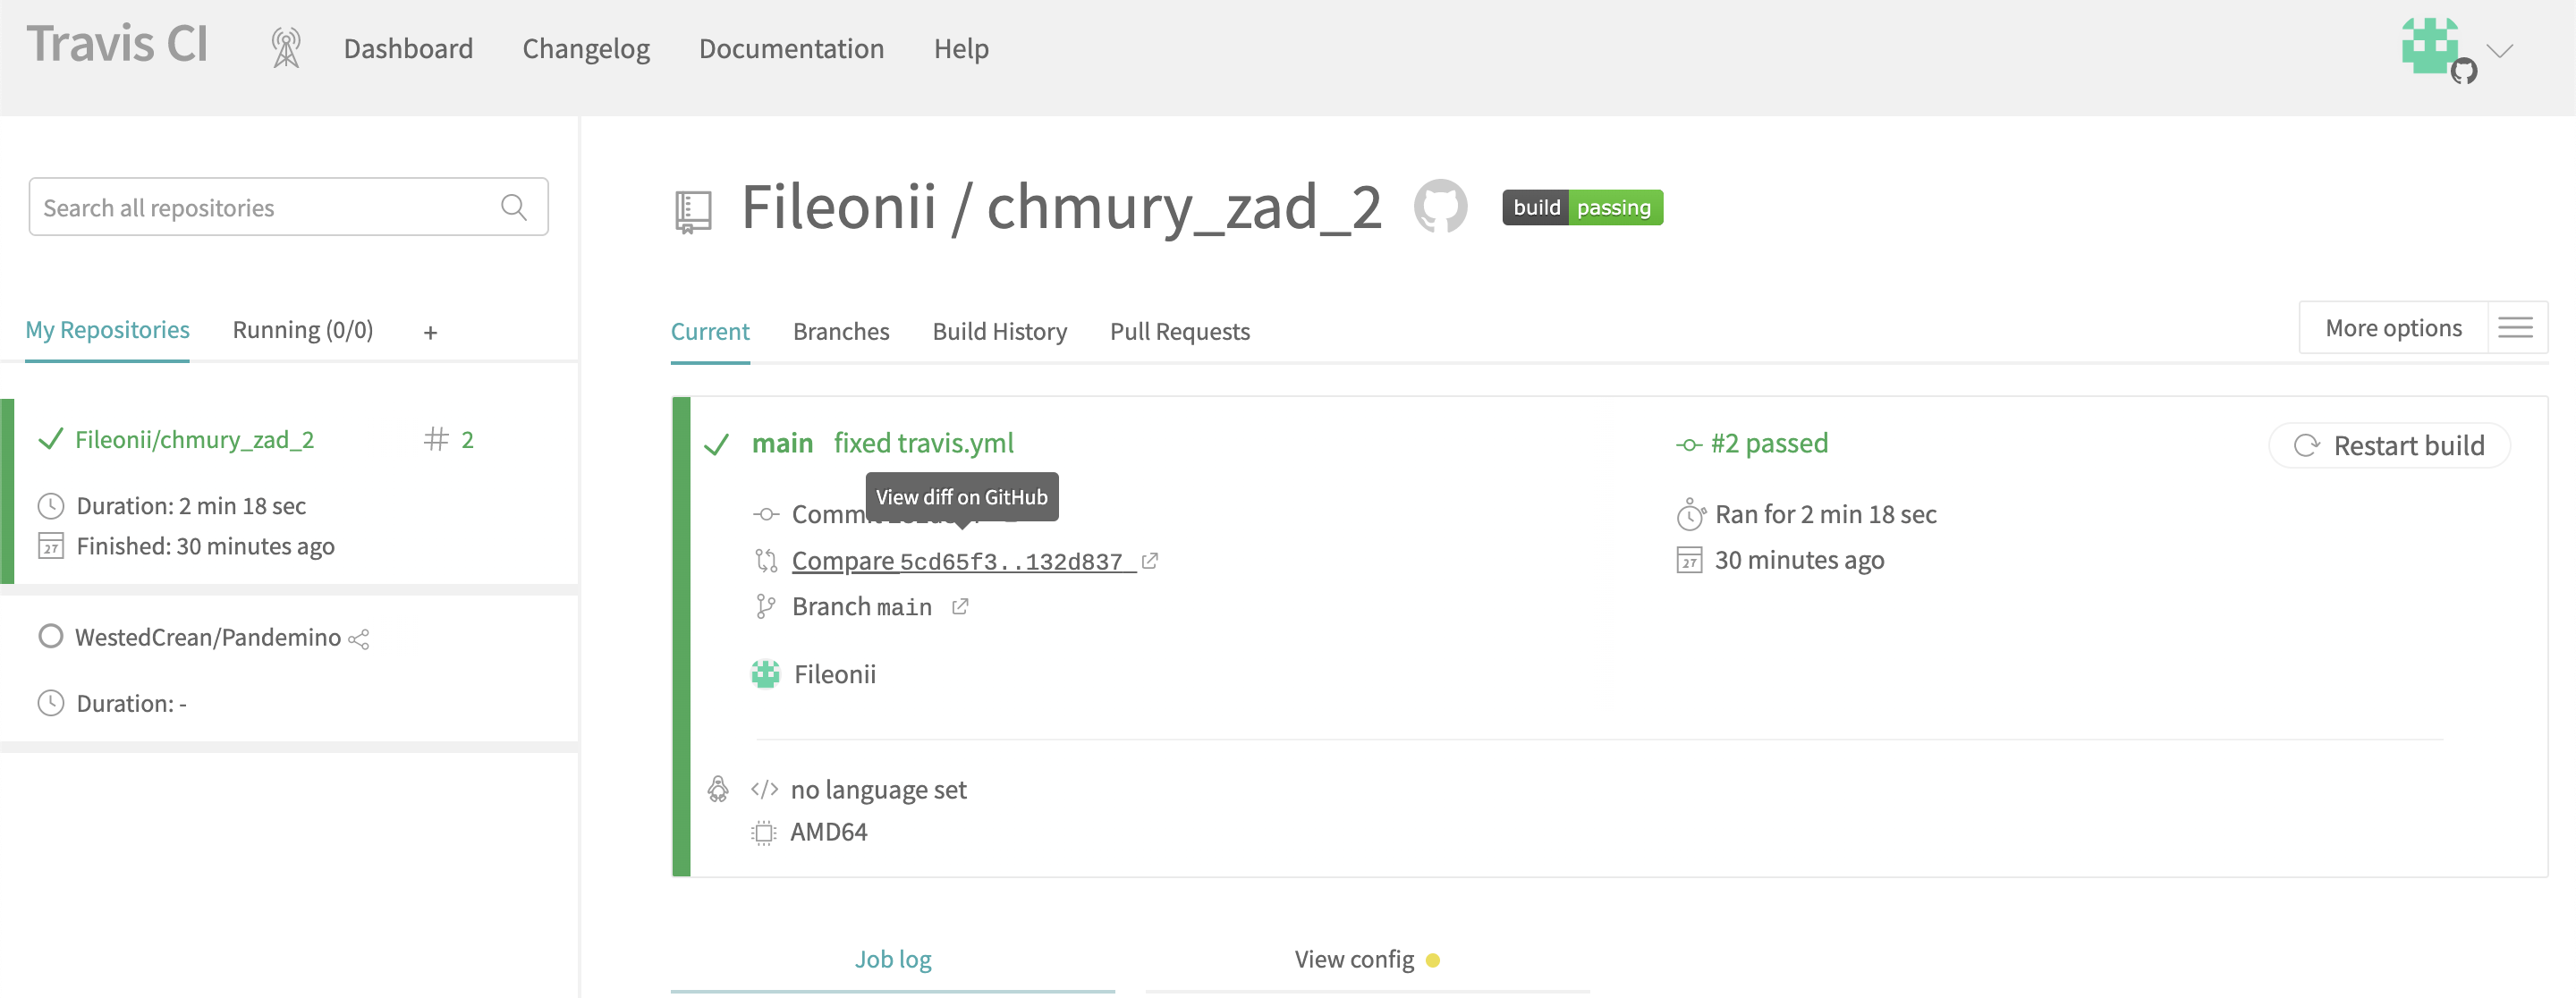 Travis CI
Dashboard
Changelog
Documentation
Help
Search all repositories
My Repositories
Running (0/0)
+
Fileonii/chmury_zad_2
# 2
Duration: 2 min 18 sec
27
Finished: 30 minutes ago
WestedCrean/Pandemino
Duration: -
Fileonii / chmury_zad_2
build passing
Current
Branches
Build History
Pull Requests
More options
main fixed travis.yml
#2 passed
Restart build
View diff on GitHub
Ran for 2 min 18 sec
Compare 5cd65f3..132d837
27
30 minutes ago
Branch main
Fileonii
</> no language set
AMD64
Job log
View config